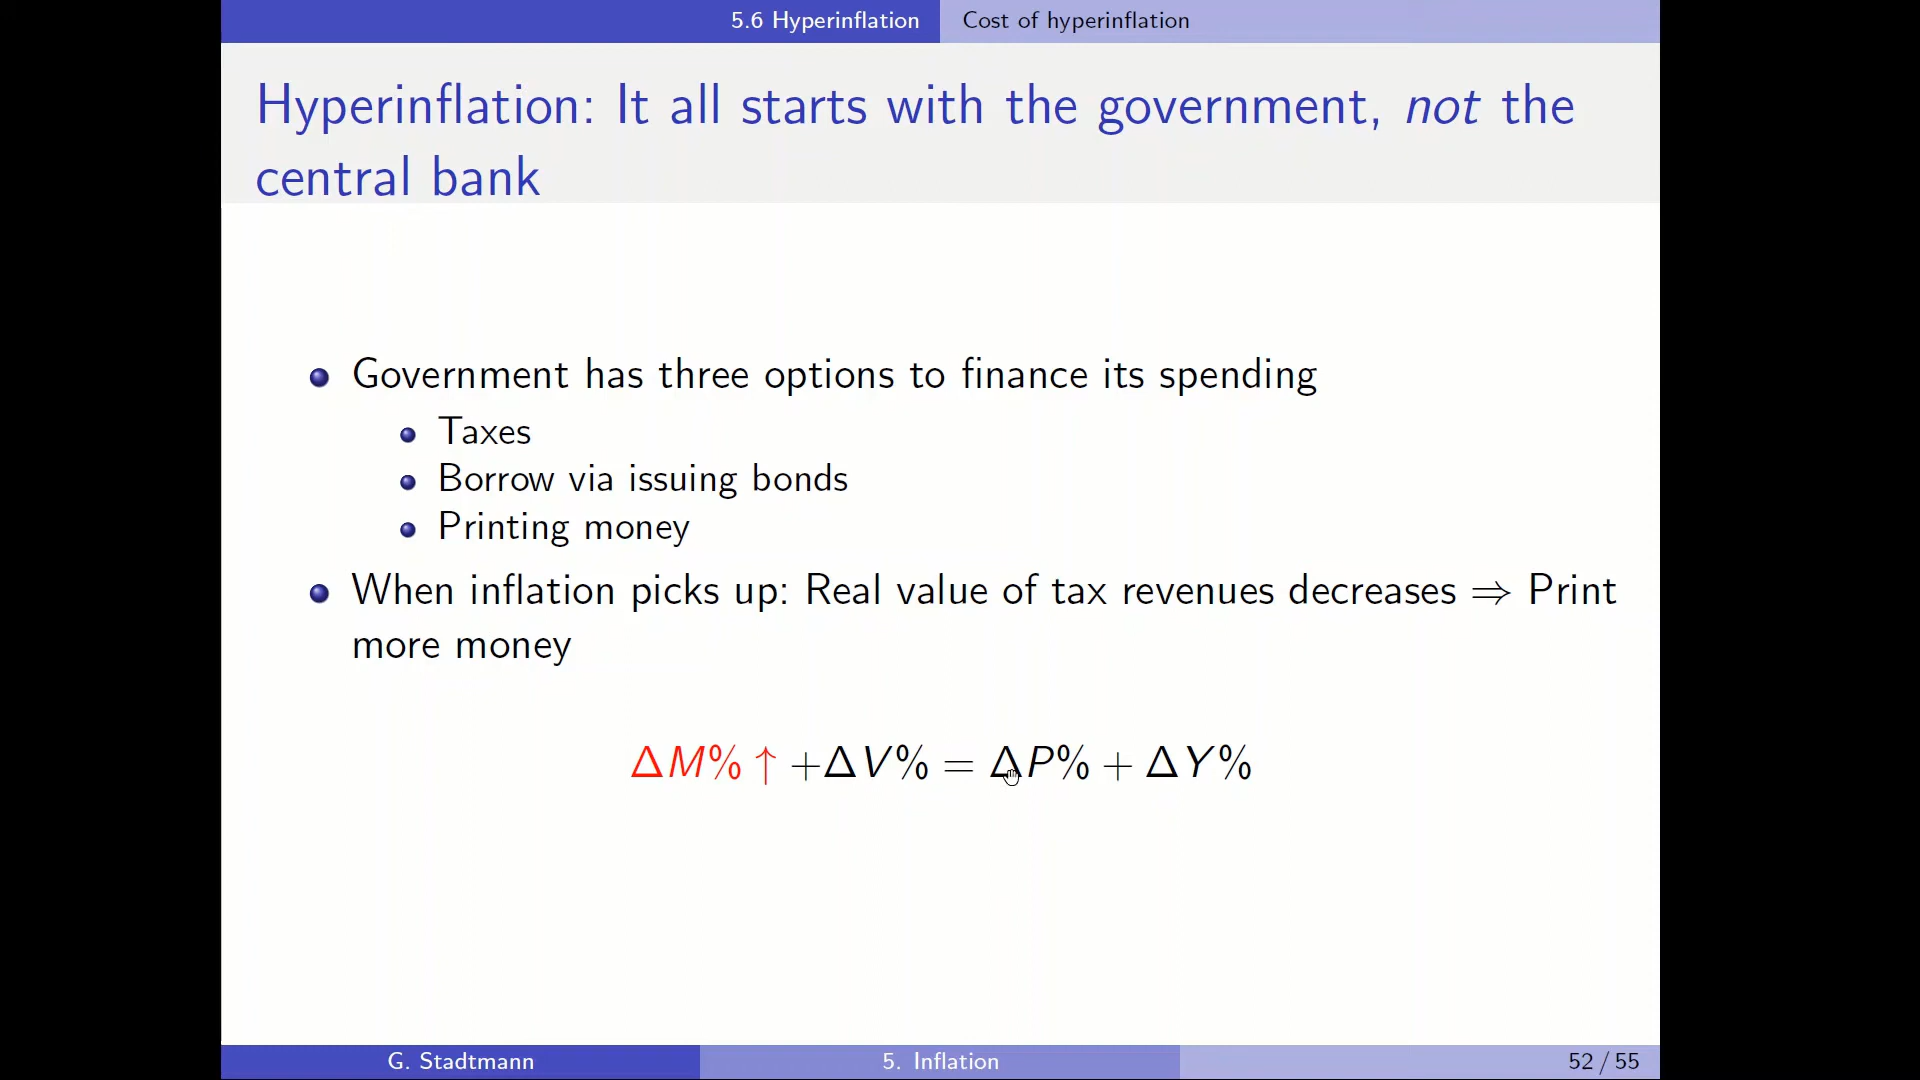 5.6 Hyperinflation Cost of hyperinflation
Hyperinflation: It all starts with the government, not the
central bank
Government has three options to finance its spending
Taxes
Borrow via issuing bonds
Printing money
When inflation picks up: Real value of tax revenues decreases ⇒ Print
more money
ΔM% ↑ +ΔV% = ΔP% + ΔY%
G. Stadtmann 5. Inflation 52 / 55